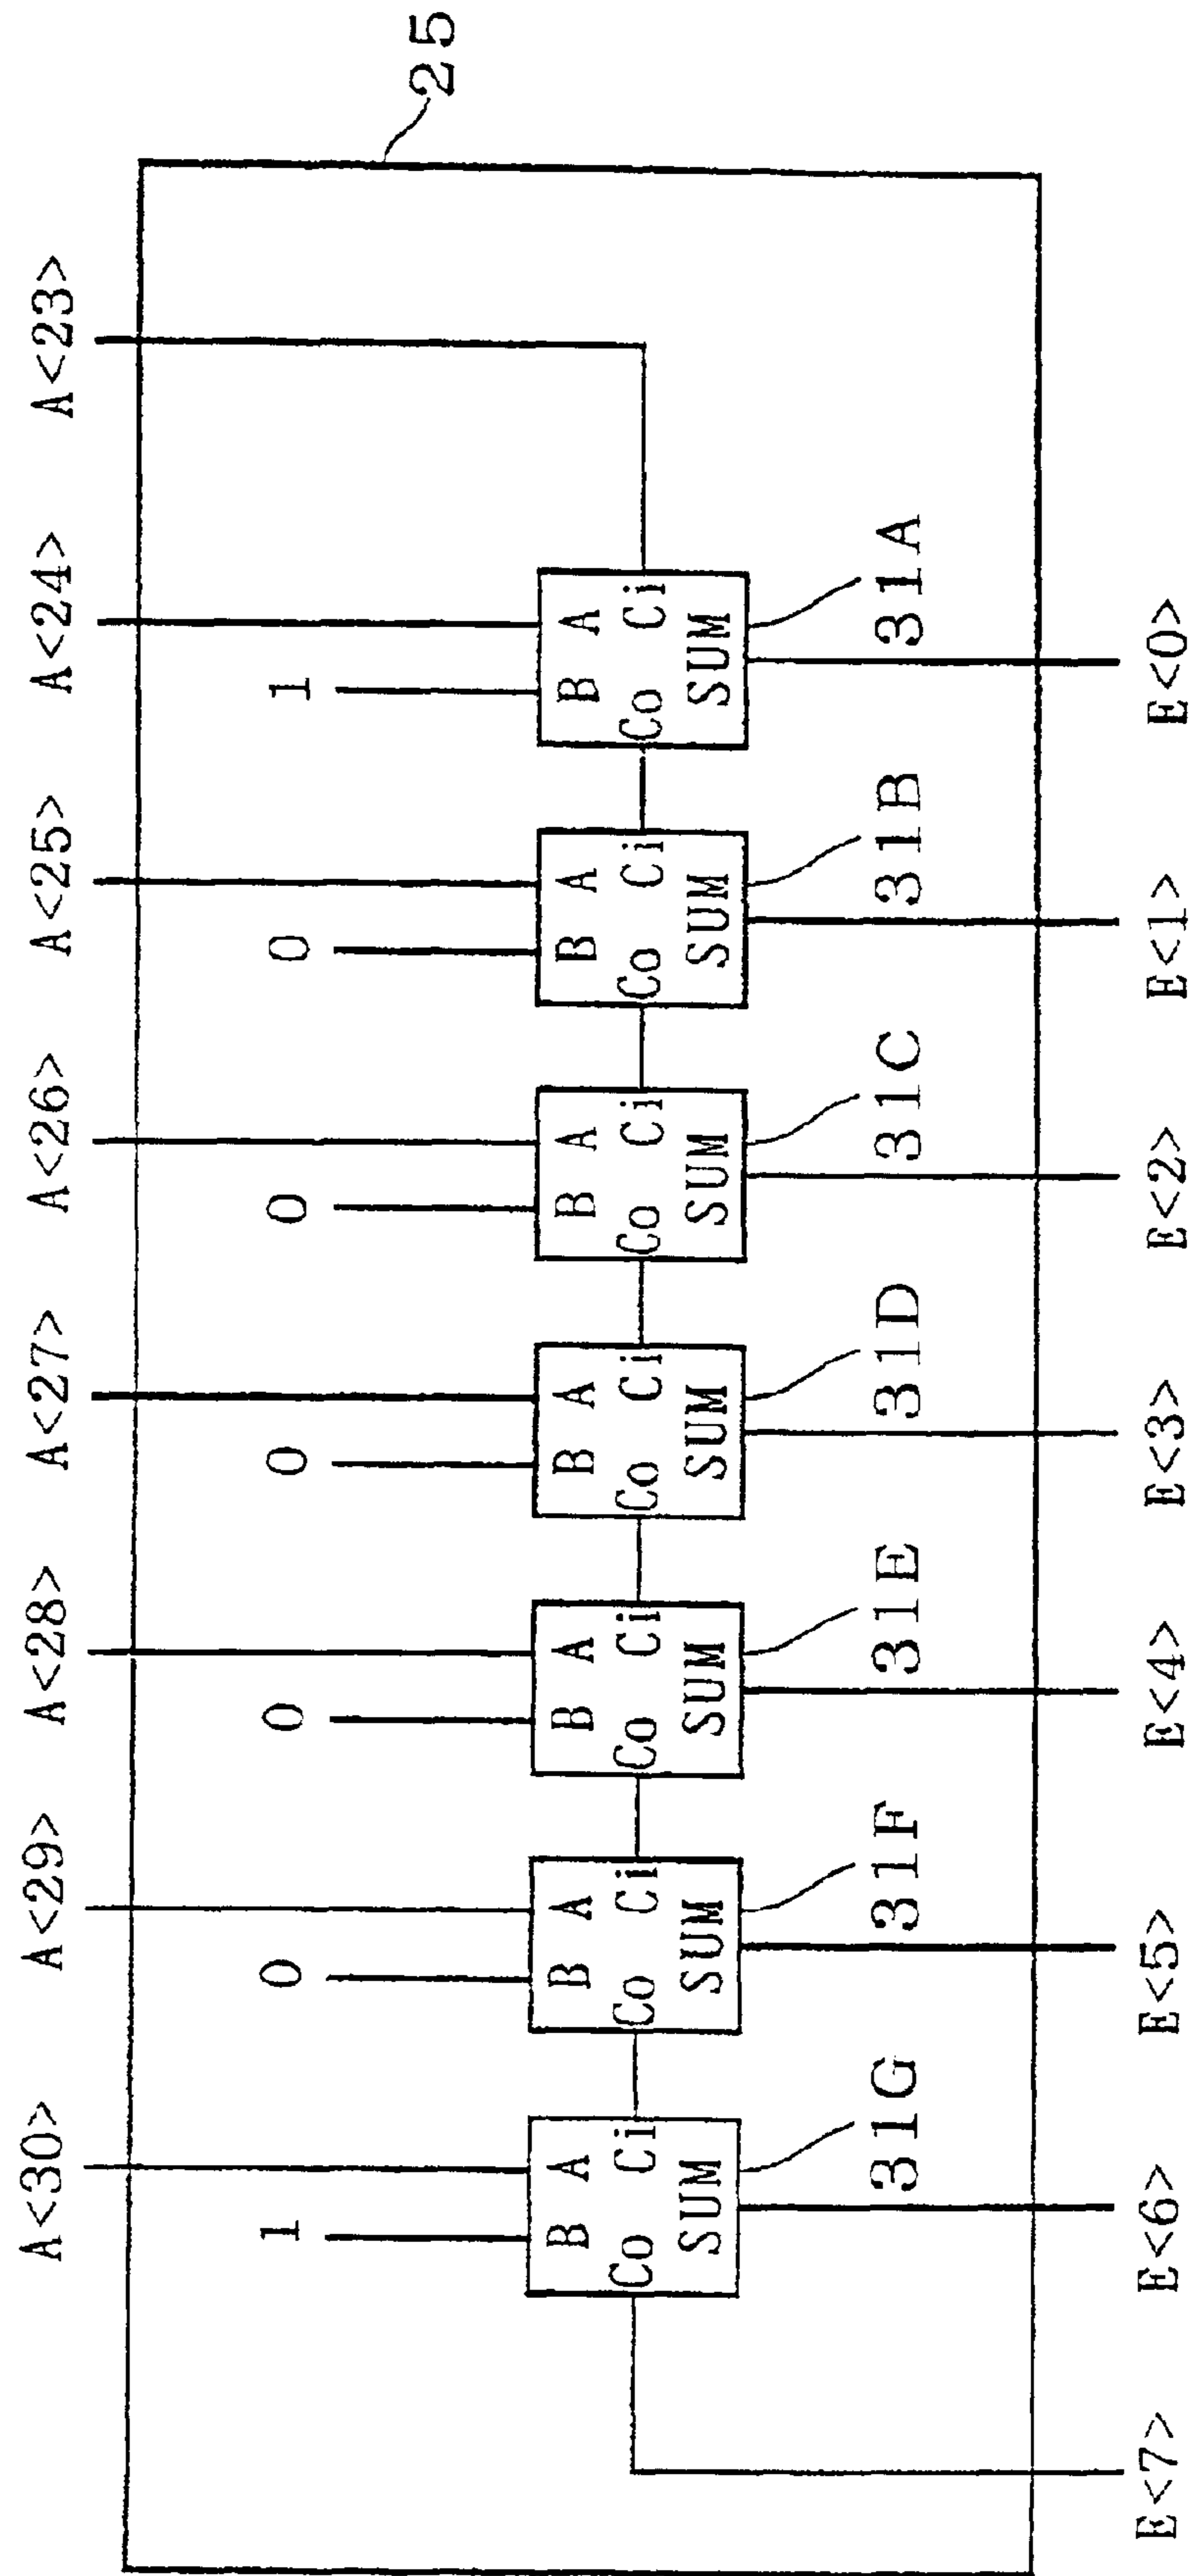 25
A<30> A<29> A<28> A<27> A<26> A<25> A<24> A<23>
1 0 0 0 0 0 1
B A B A B A B A B A B A B A
Co Ci Co Ci Co Ci Co Ci Co Ci Co Ci Co Ci
SUM SUM SUM SUM SUM SUM SUM
31G 31F 31E 31D 31C 31B 31A
E<7> E<6> E<5> E<4> E<3> E<2> E<1> E<0>